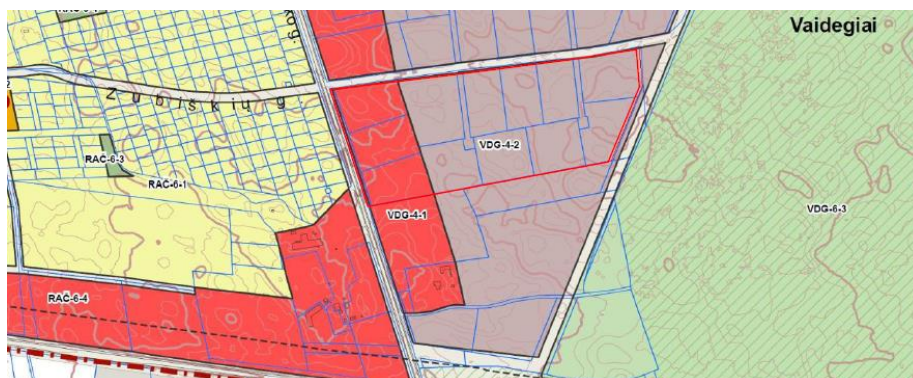 Vaidegiai
Zubiškių g.
VDG-4-2
RAČ-6-3
RAČ-6-1
VDG-6-3
VDG-4-1
RAČ-6-4